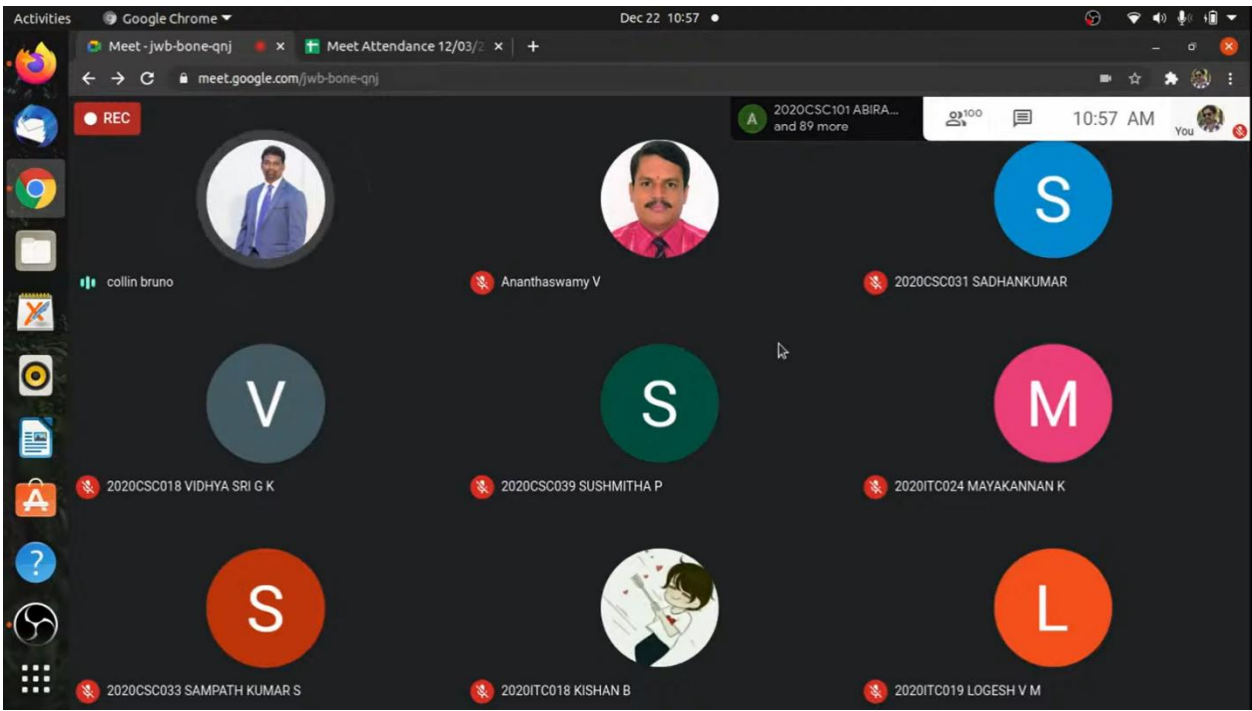 Activities Google Chrome Dec 22 10:57
Meet - jwb-bone-qnj Meet Attendance 12/03/2
meet.google.com/jwb-bone-qnj
REC
A 2020CSC101 ABIRA...
and 89 more
100 10:57 AM
You
S
collin bruno Ananthaswamy V 2020CSC031 SADHANKUMAR
V S M
2020CSC018 VIDHYA SRI G K 2020CSC039 SUSHMITHA P 2020ITC024 MAYAKANNAN K
S L
2020CSC033 SAMPATH KUMAR S 2020ITC018 KISHAN B 2020ITC019 LOGESH V M